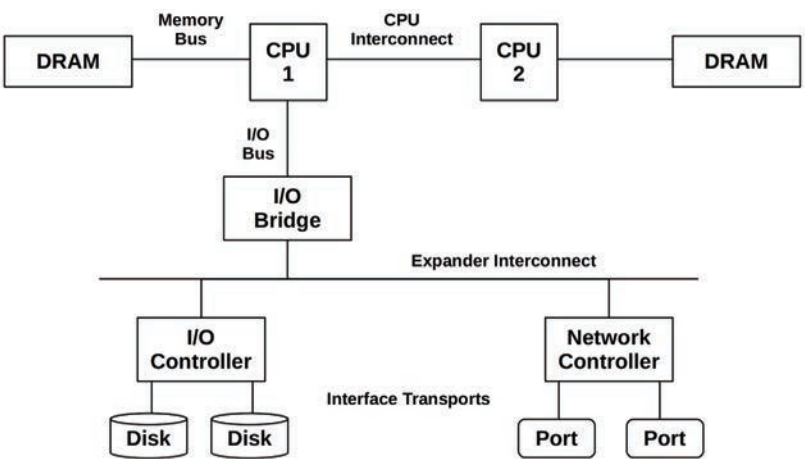 Memory
Bus
CPU
Interconnect
DRAM
CPU
1
CPU
2
DRAM
I/O
Bus
I/O
Bridge
Expander Interconnect
I/O
Controller
Network
Controller
Interface Transports
Disk
Disk
Port
Port